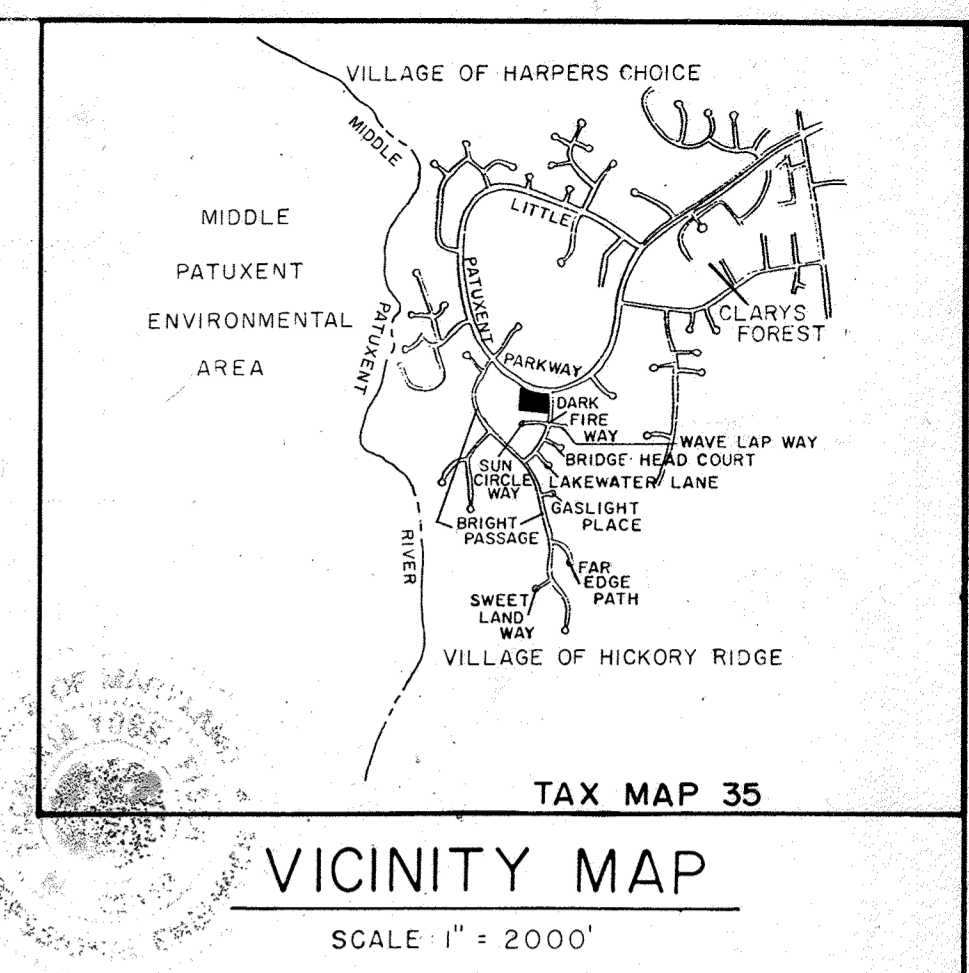 VILLAGE OF HARPERS CHOICE
MIDDLE
PATUXENT
RIVER
MIDDLE
PATUXENT
ENVIRONMENTAL
AREA
LITTLE
PATUXENT
PARKWAY
CLARYS
FOREST
DARK
FIRE
WAY
WAVE LAP WAY
BRIDGE HEAD COURT
SUN
CIRCLE
WAY
LAKEWATER LANE
GASLIGHT
PLACE
BRIGHT
PASSAGE
FAR
EDGE
PATH
SWEET
LAND
WAY
VILLAGE OF HICKORY RIDGE
TAX MAP 35
VICINITY MAP
SCALE 1" = 2000'